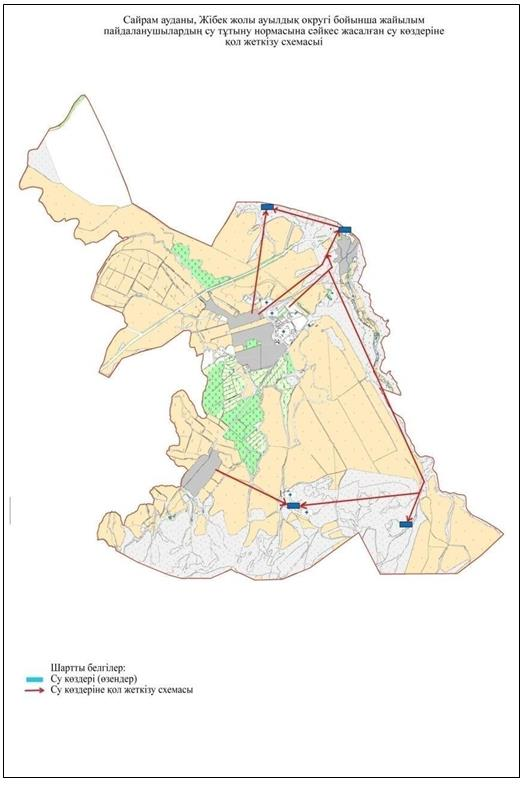 Сайрам ауданы, Жібек жолы ауылдық округі бойынша жайылым
пайдаланушылардың су тұтыну нормасына сәйкес жасалған су көздеріне
қол жеткізу схемасыі
Шартты белгілер:
Су көздері (өзендер)
Су көздеріне қол жеткізу схемасы